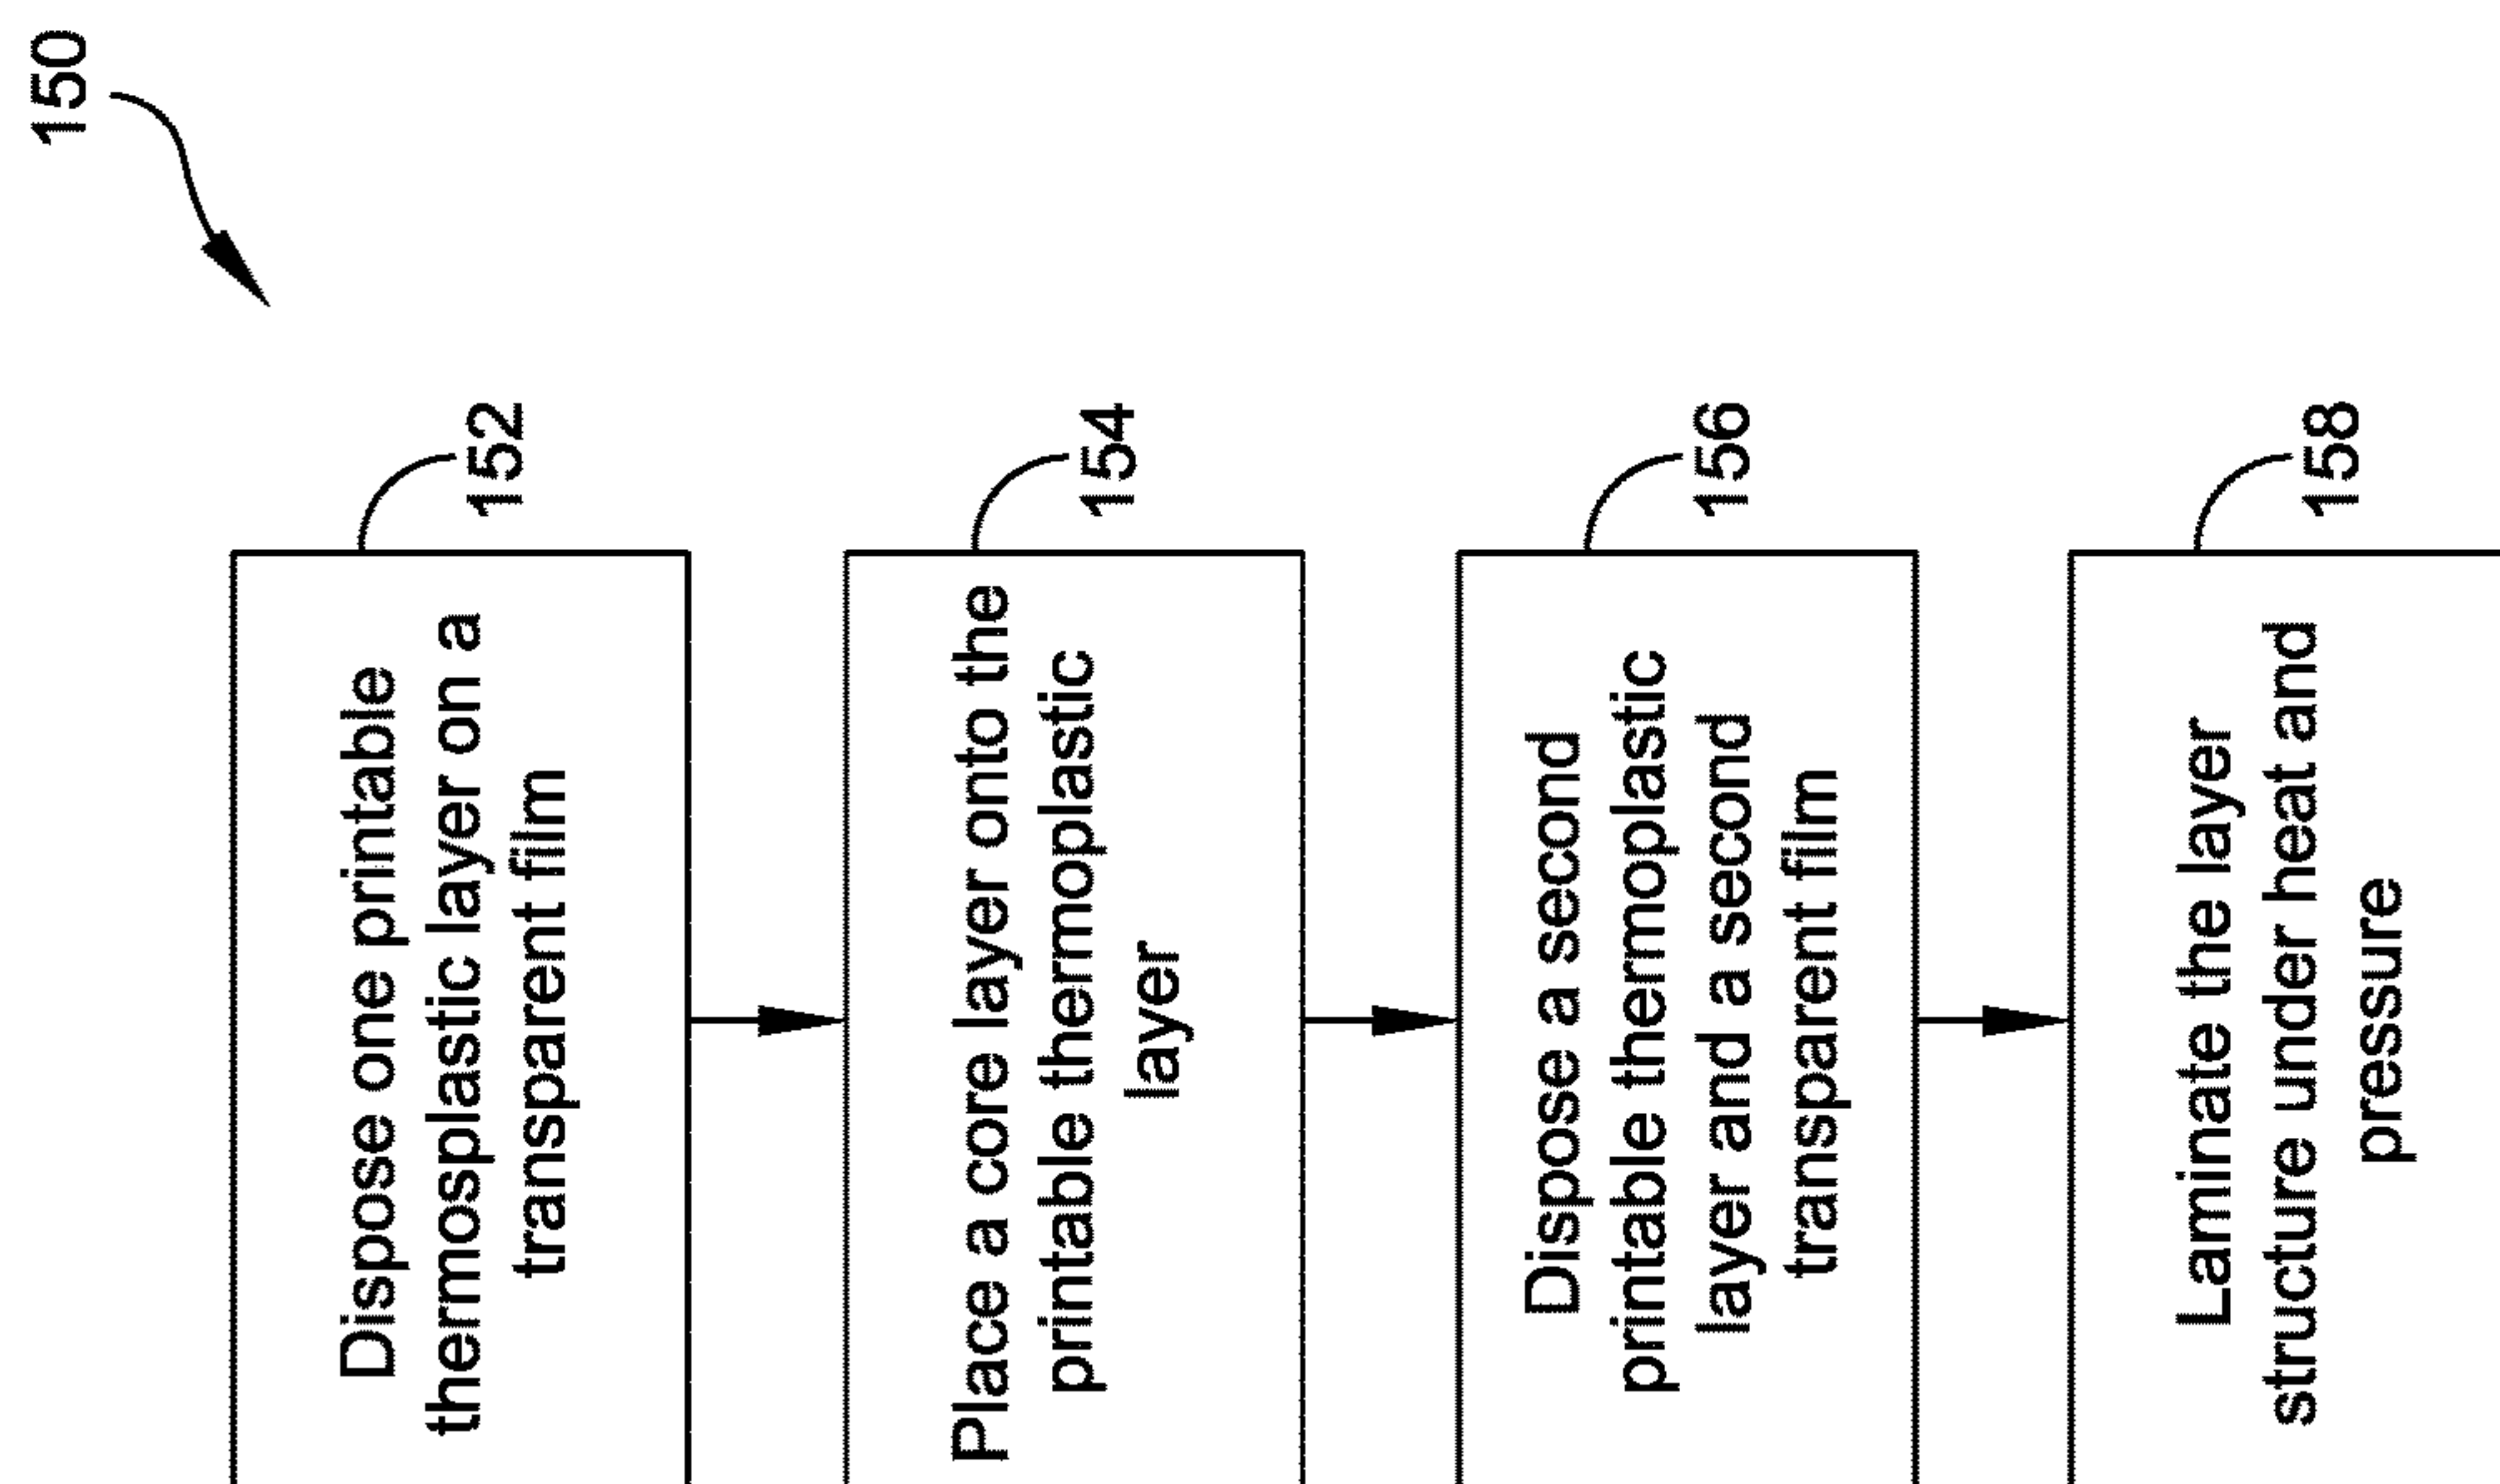 150
152
Dispose one printable
thermosplastic layer on a
transparent film
154
Place a core layer onto the
printable thermoplastic
layer
156
Dispose a second
printable thermoplastic
layer and a second
transparent film
158
Laminate the layer
structure under heat and
pressure